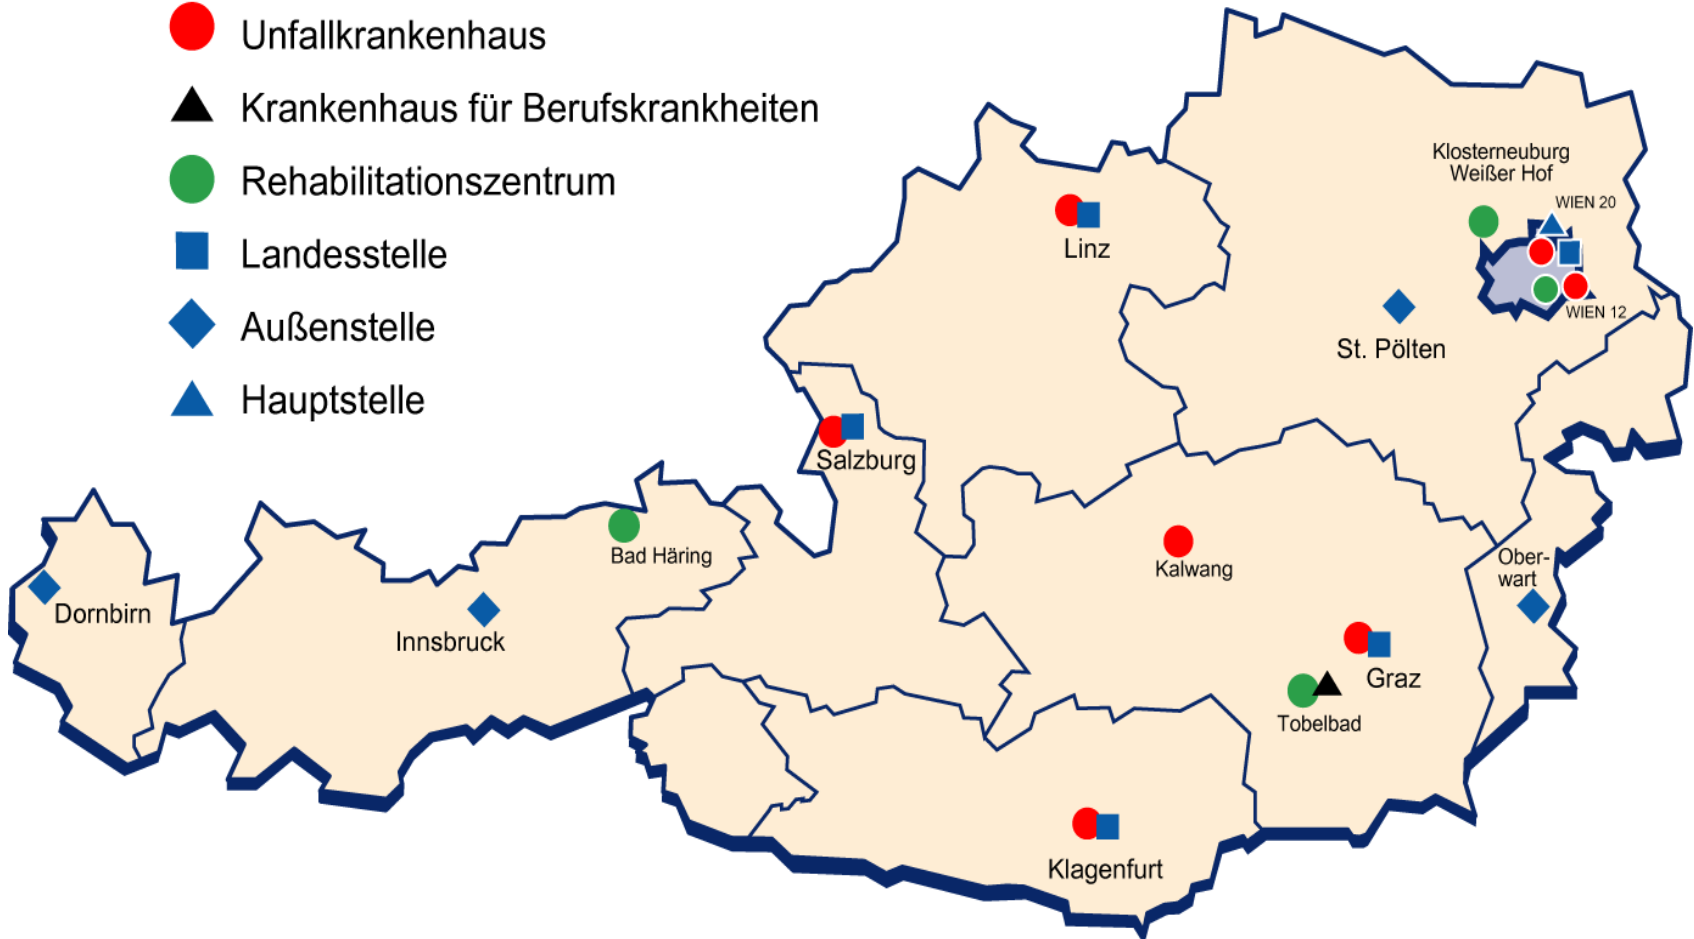 Unfallkrankenhaus
Krankenhaus für Berufskrankheiten
Rehabilitationszentrum
Landesstelle
Außenstelle
Hauptstelle
Klosterneuburg
Weißer Hof
WIEN 20
WIEN 12
Linz
St. Pölten
Salzburg
Bad Häring
Kalwang
Ober-
wart
Dornbirn
Innsbruck
Graz
Tobelbad
Klagenfurt